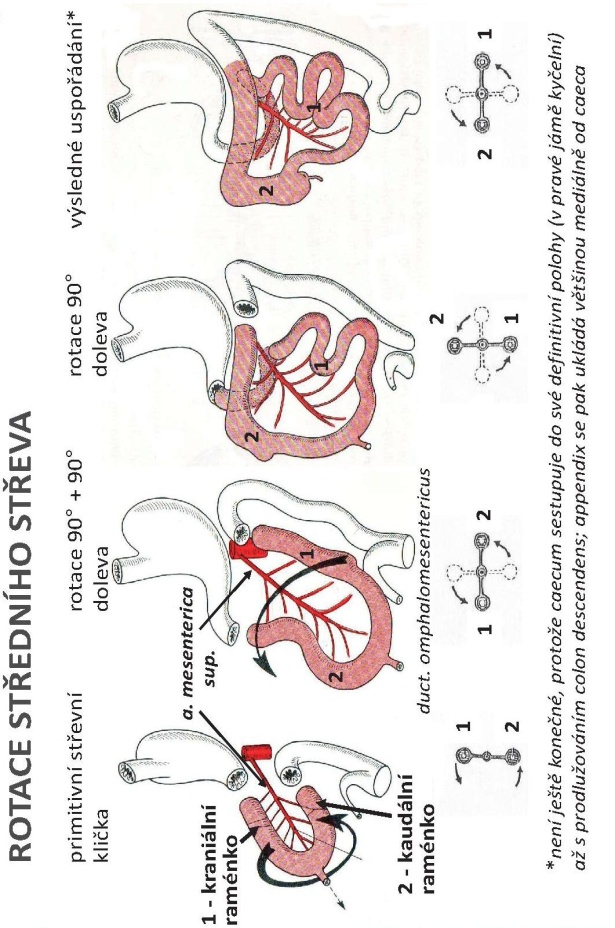 ROTACE STŘEDNÍHO STŘEVA
primitivní střevní
klička
rotace 90° + 90°
doleva
rotace 90°
doleva
výsledné uspořádání*
a. mesenterica
sup.
1 - kraniální
raménko
2 - kaudální
raménko
duct. omphalomesentericus
1
2
2
1
2
1
1
2
1
2
2
1
2
1
*není ještě konečné, protože caecum sestupuje do své definitivní polohy (v pravé jámě kyčelní)
až s prodlužováním colon descendens; appendix se pak ukládá většinou mediálně od caeca